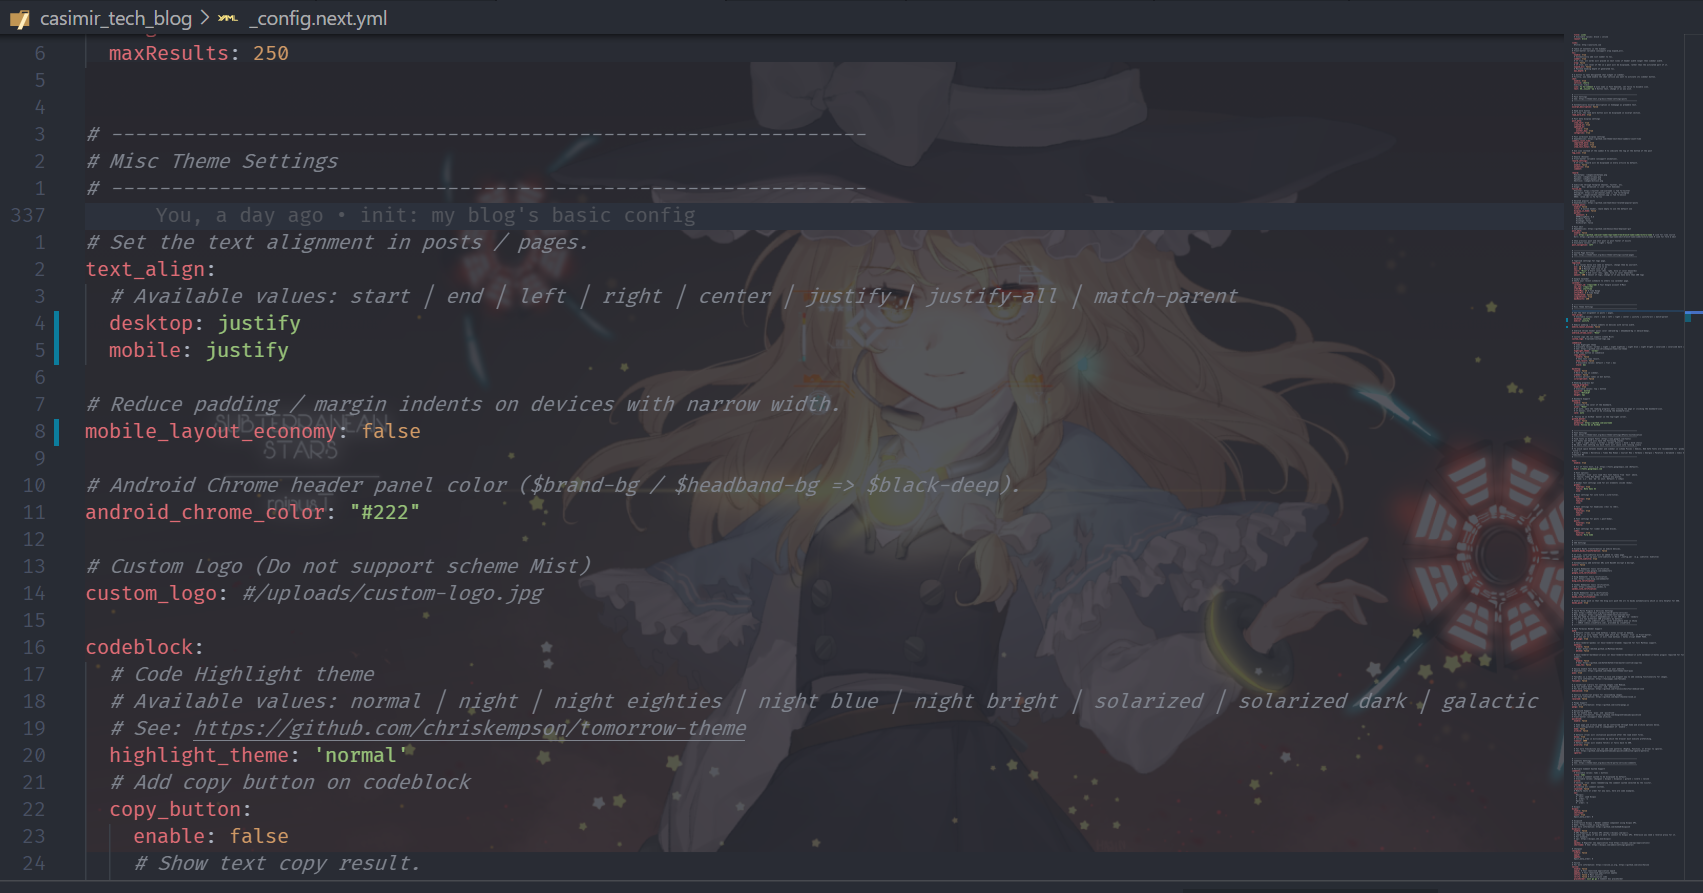 casimir_tech_blog > YAML _config.next.yml
6 maxResults: 250
5
4
3 # ---------------------------------------------------------------
2 # Misc Theme Settings
1 # ---------------------------------------------------------------
337 You, a day ago • init: my blog's basic config
1 # Set the text alignment in posts / pages.
2 text_align:
3 # Available values: start | end | left | right | center | justify | justify-all | match-parent
4 desktop: justify
5 mobile: justify
6
7 # Reduce padding / margin indents on devices with narrow width.
8 mobile_layout_economy: false
9
10 # Android Chrome header panel color ($brand-bg / $headband-bg => $black-deep).
11 android_chrome_color: "#222"
12
13 # Custom Logo (Do not support scheme Mist)
14 custom_logo: #/uploads/custom-logo.jpg
15
16 codeblock:
17 # Code Highlight theme
18 # Available values: normal | night | night eighties | night blue | night bright | solarized | solarized dark | galactic
19 # See: https://github.com/chriskempson/tomorrow-theme
20 highlight_theme: 'normal'
21 # Add copy button on codeblock
22 copy_button:
23 enable: false
24 # Show text copy result.
SUBTERRANEAN
STARS